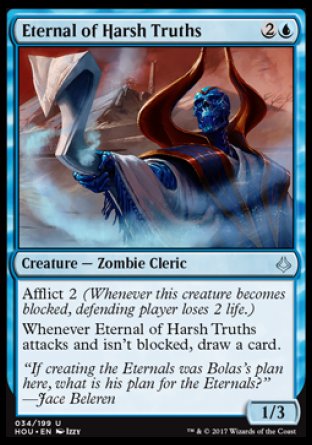 Eternal of Harsh Truths 2
Creature — Zombie Cleric
Afflict 2 (Whenever this creature becomes
blocked, defending player loses 2 life.)
Whenever Eternal of Harsh Truths
attacks and isn't blocked, draw a card.
"If creating the Eternals was Bolas's plan
here, what is his plan for the Eternals?"
—Jace Beleren
1/3
034/199 U
HOU • EN Izzy
™ & © 2017 Wizards of the Coast